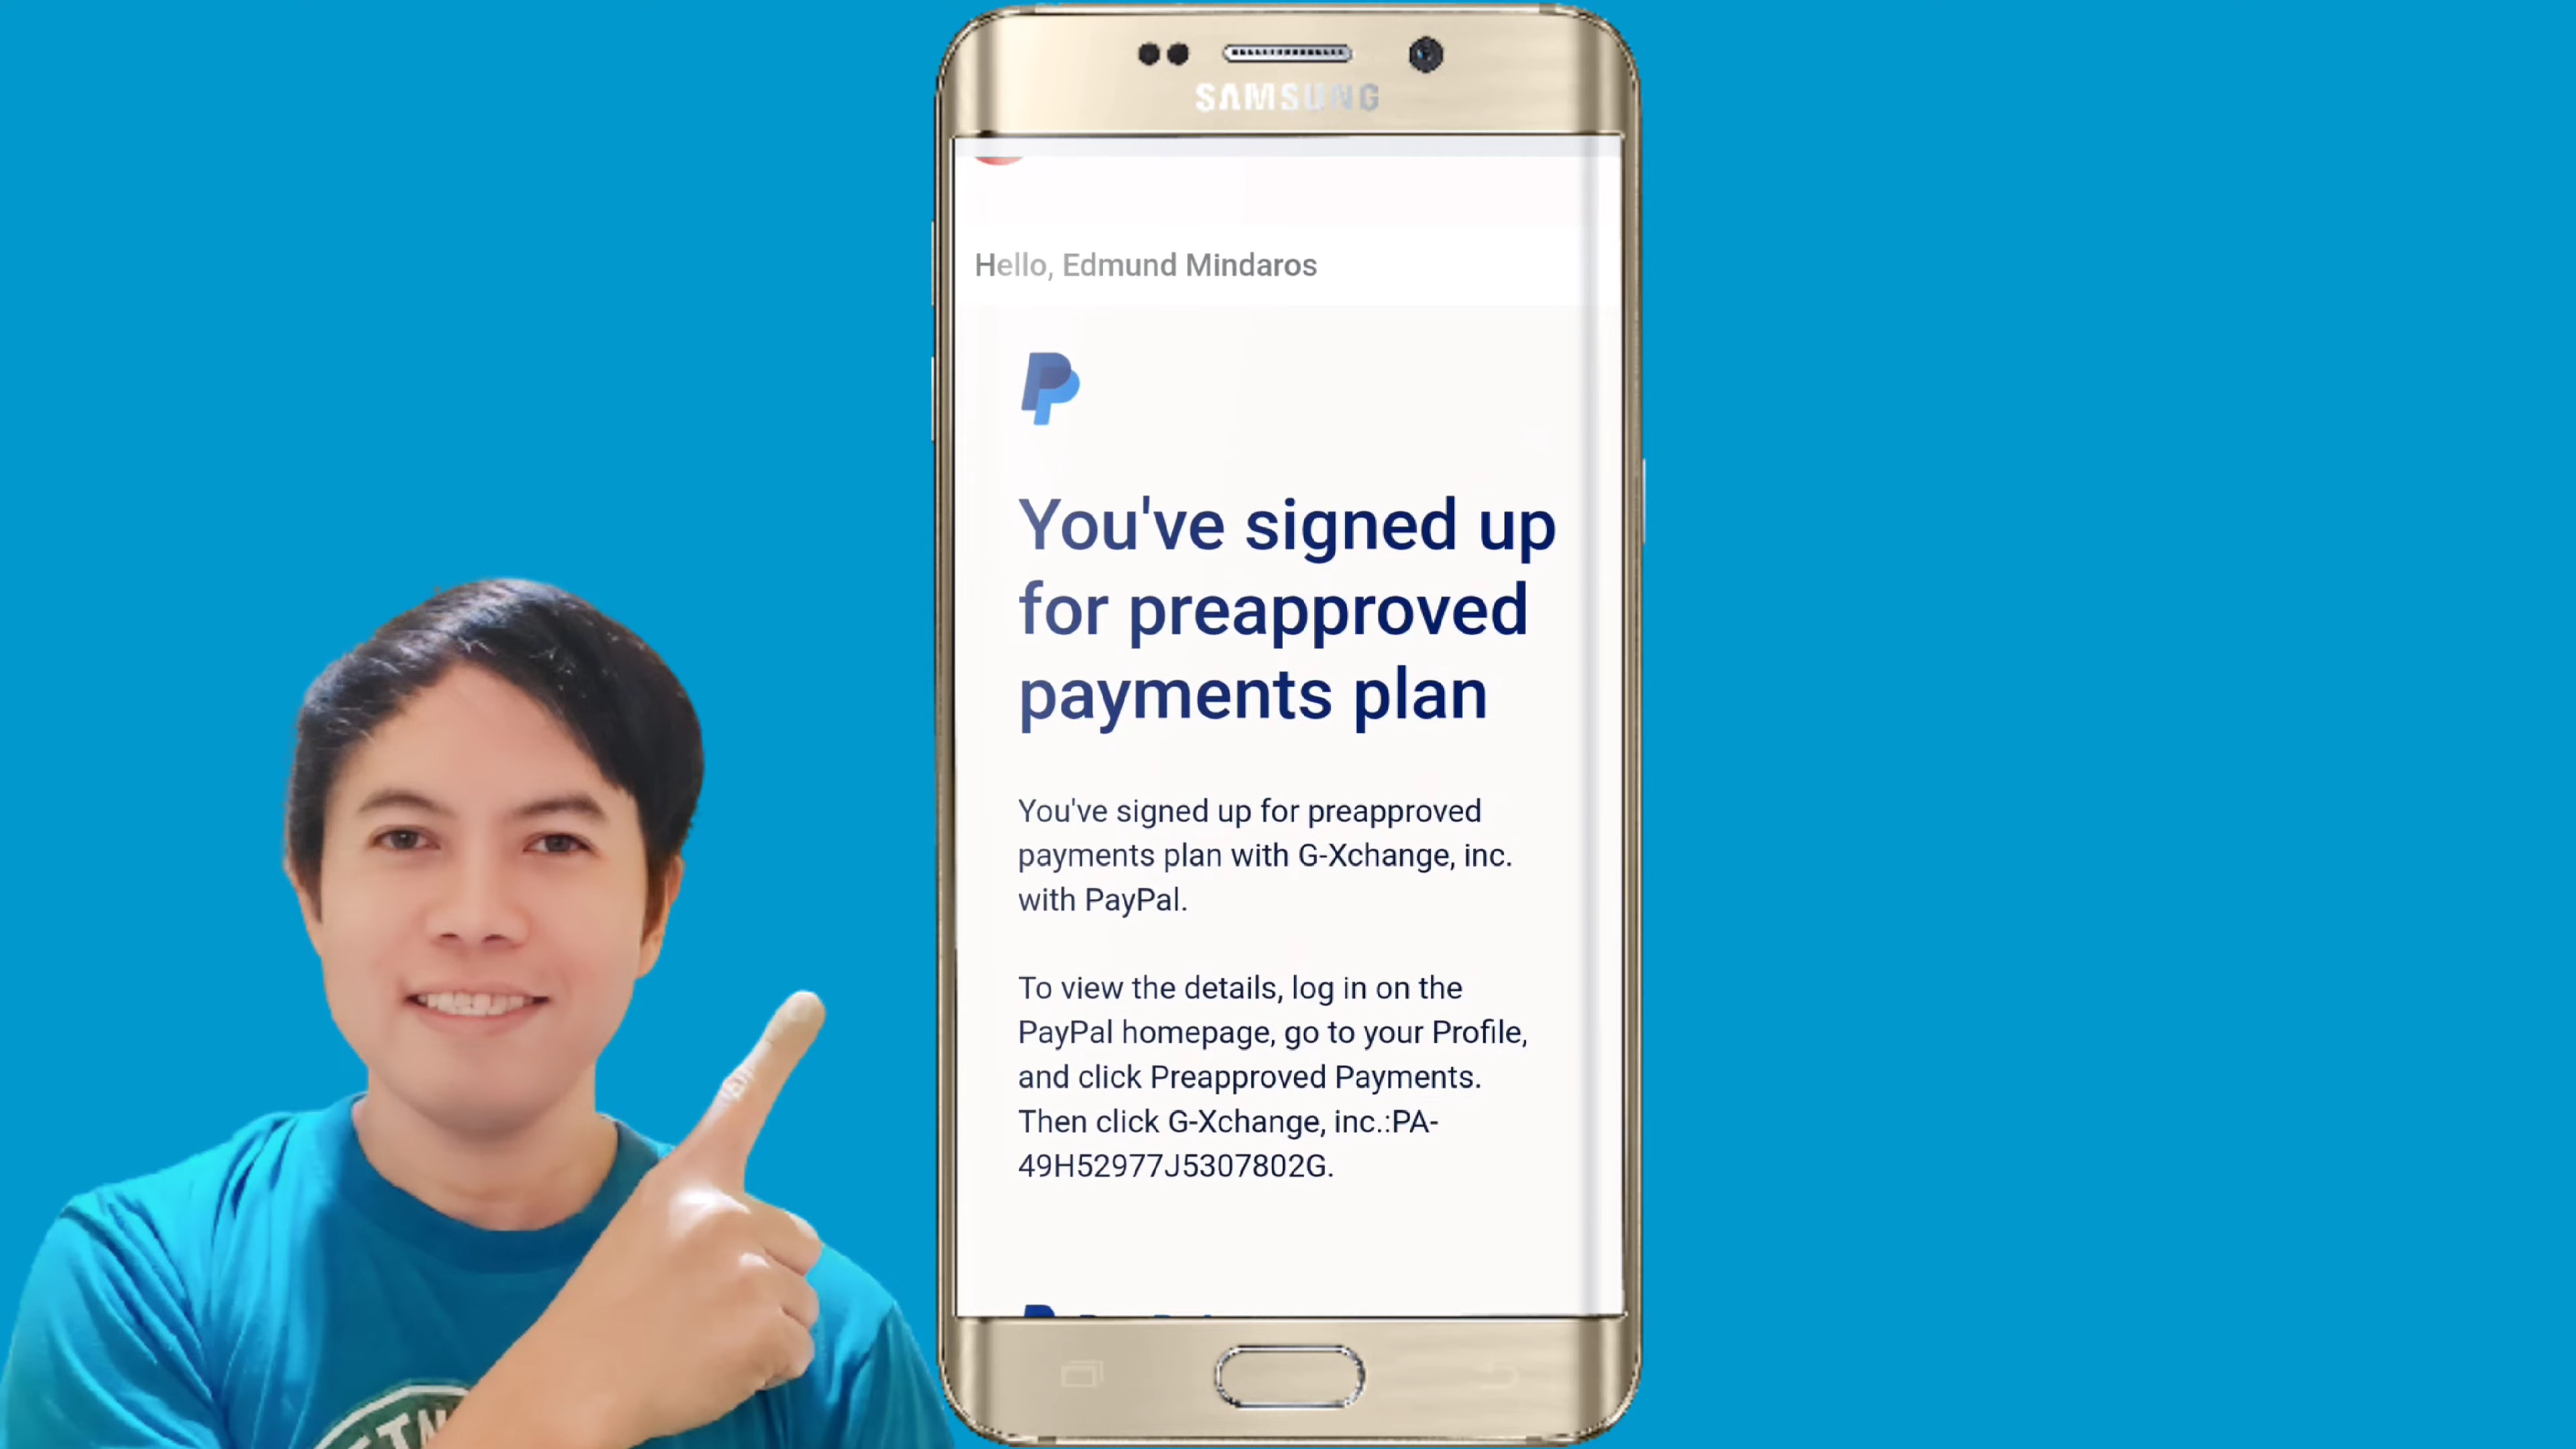 SAMSUNG
Hello, Edmund Mindaros
You've signed up
for preapproved
payments plan
You've signed up for preapproved
payments plan with G-Xchange, inc.
with PayPal.
To view the details, log in on the
PayPal homepage, go to your Profile,
and click Preapproved Payments.
Then click G-Xchange, inc.:PA-
49H52977J5307802G.